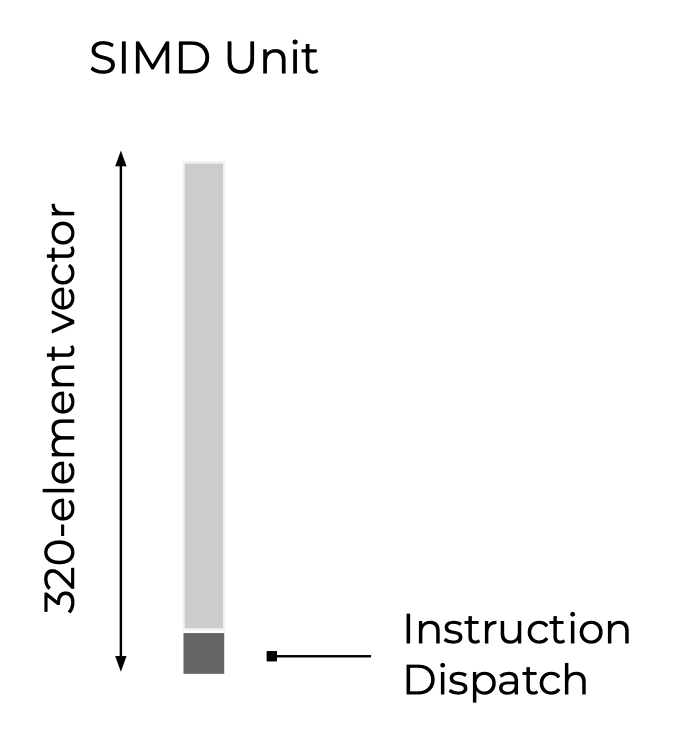 SIMD Unit
320-element vector
Instruction
Dispatch